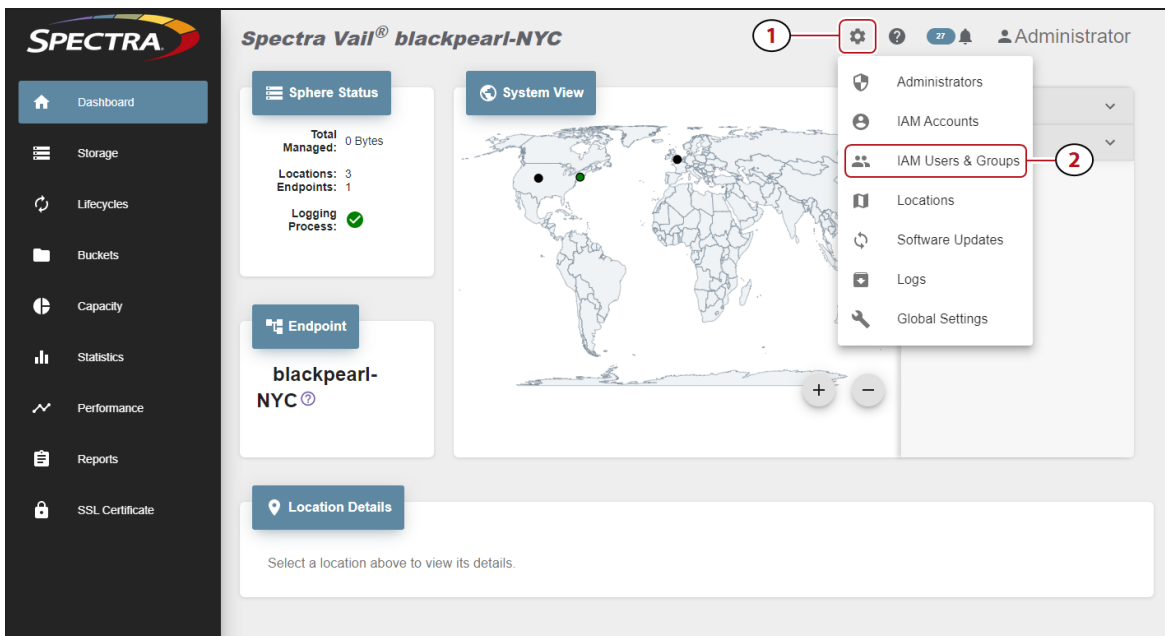 SPECTRA
Spectra Vail® blackpearl-NYC
1
27
Administrator
Dashboard
Storage
Lifecycles
Buckets
Capacity
Statistics
Performance
Reports
SSL Certificate
Sphere Status
Total
Managed: 0 Bytes
Locations: 3
Endpoints: 1
Logging
Process:
System View
Administrators
IAM Accounts
IAM Users & Groups
2
Locations
Software Updates
Logs
Global Settings
Endpoint
blackpearl-
NYC
+
−
Location Details
Select a location above to view its details.